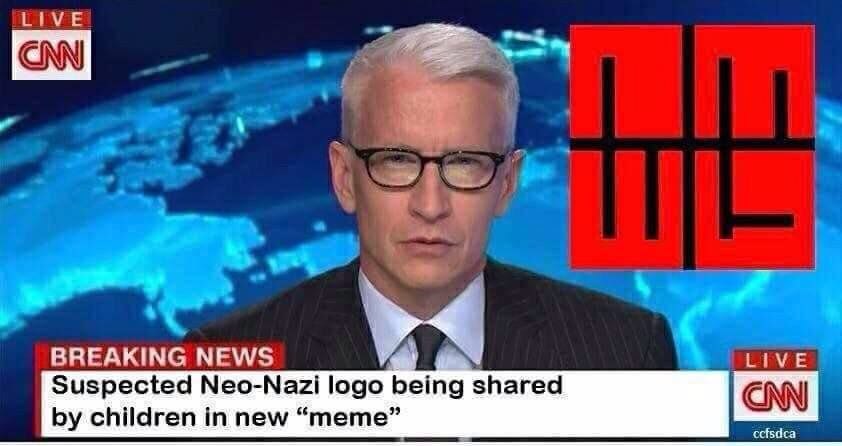 LIVE
CNN
BREAKING NEWS
Suspected Neo-Nazi logo being shared
by children in new “meme”
LIVE
CNN
ccfsdca